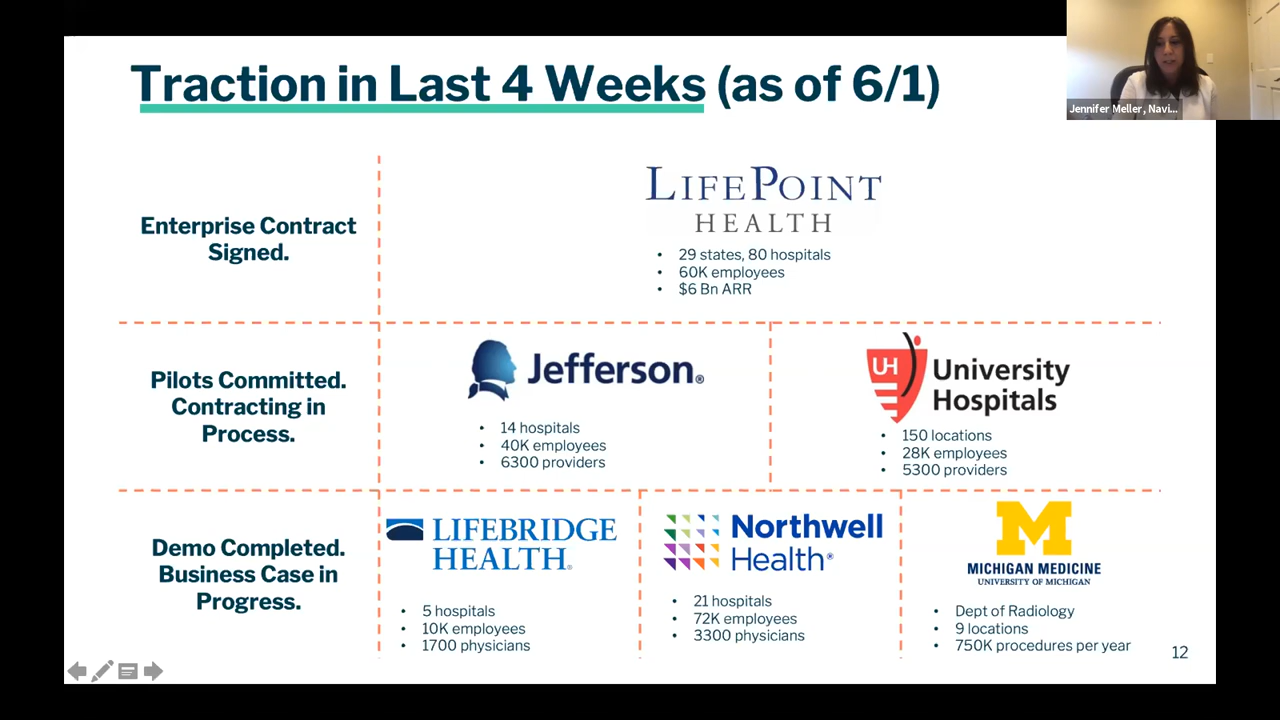 Traction in Last 4 Weeks (as of 6/1)
Jennifer Meller, Navi...
Enterprise Contract
Signed.
LIFEPOINT
HEALTH
• 29 states, 80 hospitals
• 60K employees
• $6 Bn ARR
Pilots Committed.
Contracting in
Process.
Jefferson®
• 14 hospitals
• 40K employees
• 6300 providers
UH
University
Hospitals
• 150 locations
• 28K employees
• 5300 providers
Demo Completed.
Business Case in
Progress.
LIFEBRIDGE
HEALTH®
• 5 hospitals
• 10K employees
• 1700 physicians
Northwell
Health®
• 21 hospitals
• 72K employees
• 3300 physicians
M
MICHIGAN MEDICINE
UNIVERSITY OF MICHIGAN
• Dept of Radiology
• 9 locations
• 750K procedures per year
12